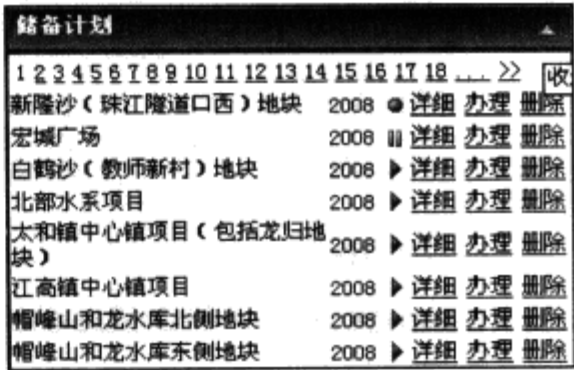 储备计划
1 2 3 4 5 6 7 8 9 10 11 12 13 14 15 16 17 18 ... >>
收
新隆沙(珠江隧道口西)地块 2008 详细 办理 删除
宏城广场 2008 详细 办理 删除
白鹤沙(教师新村)地块 2008 详细 办理 删除
北部水系项目 2008 详细 办理 删除
太和镇中心镇项目(包括龙归地
块) 2008 详细 办理 删除
江高镇中心镇项目 2008 详细 办理 删除
帽峰山和龙水库北侧地块 2008 详细 办理 删除
帽峰山和龙水库东侧地块 2008 详细 办理 删除